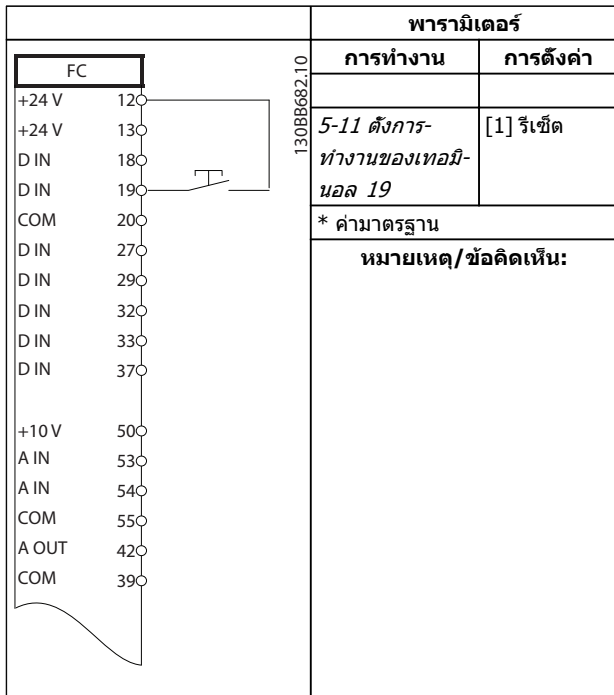 พารามิเตอร์
การทำงาน การตั้งค่า
FC
+24 V 12
+24 V 13
D IN 18
D IN 19
COM 20
D IN 27
D IN 29
D IN 32
D IN 33
D IN 37
+10 V 50
A IN 53
A IN 54
COM 55
A OUT 42
COM 39
130BB682.10
5-11 ตั้งการ-
ทำงานของเทอมิ-
นอล 19
[1] รีเซ็ต
* ค่ามาตรฐาน
หมายเหตุ/ข้อคิดเห็น: